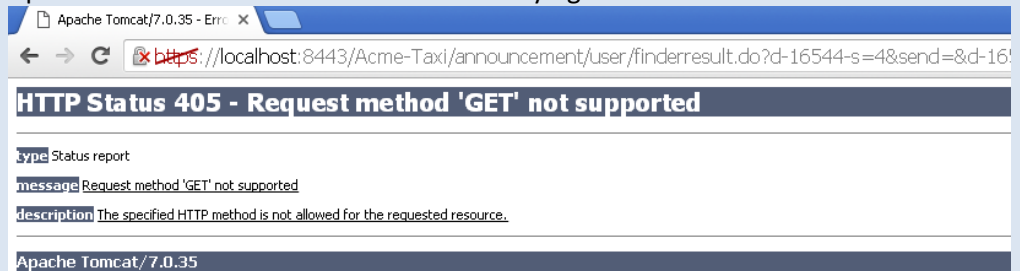 Apache Tomcat/7.0.35 - Erro
https://localhost:8443/Acme-Taxi/announcement/user/finderresult.do?d-16544-s=4&send=&d-165
HTTP Status 405 - Request method 'GET' not supported
type Status report
message Request method 'GET' not supported
description The specified HTTP method is not allowed for the requested resource.
Apache Tomcat/7.0.35